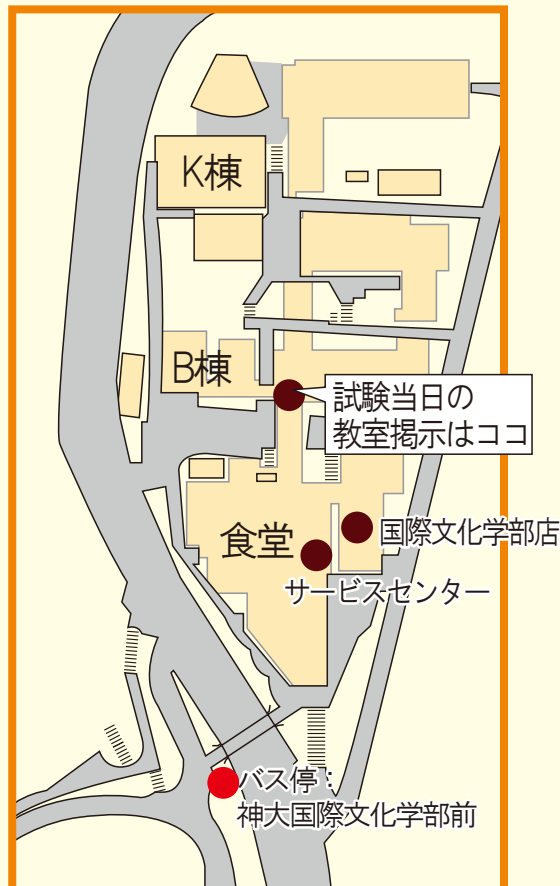 K棟
B棟
試験当日の
教室掲示はココ
食堂
国際文化学部店
サービスセンター
バス停：
神大国際文化学部前